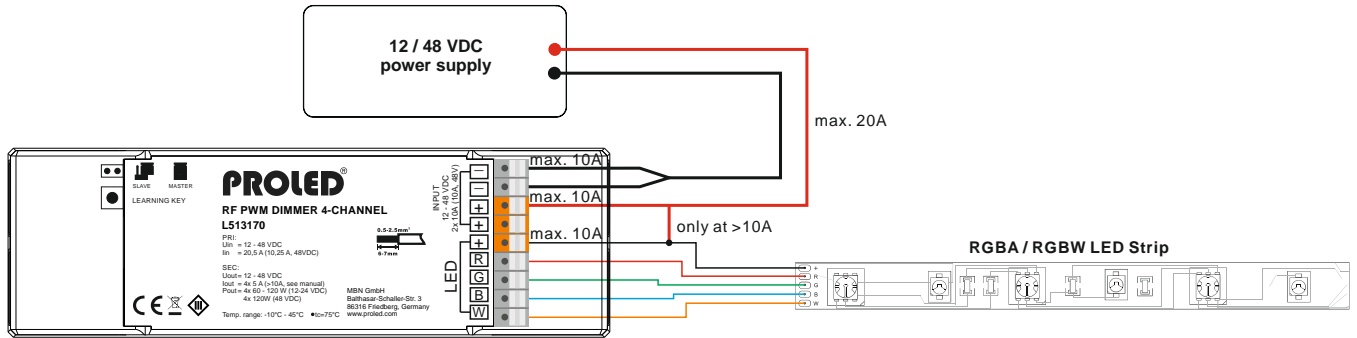 12 / 48 VDC
power supply
max. 20A
max. 10A
max. 10A
only at >10A
max. 10A
SLAVE MASTER
LEARNING KEY
PROLED®
RF PWM DIMMER 4-CHANNEL
L513170
PRI:
Uin = 12 - 48 VDC
Iin = 20,5 A (10,25 A, 48VDC)
SEC:
Uout = 12 - 48 VDC
Iout = 4x 5 A (>10A, see manual)
Pout = 4x 60 - 120 W (12-24 VDC)
4x 120W (48 VDC)
Temp. range: -10°C - 45°C ●tc=75°C
0.5-2.5mm²
6-7mm
MBN GmbH
Balthasar-Schaller-Str. 3
86316 Friedberg, Germany
www.proled.com
CE
III
INPUT
12 - 48 VDC
2x 10A (10A, 48V)
−
−
+
+
+
LED
R
G
B
W
RGBA / RGBW LED Strip
+
R
G
B
W